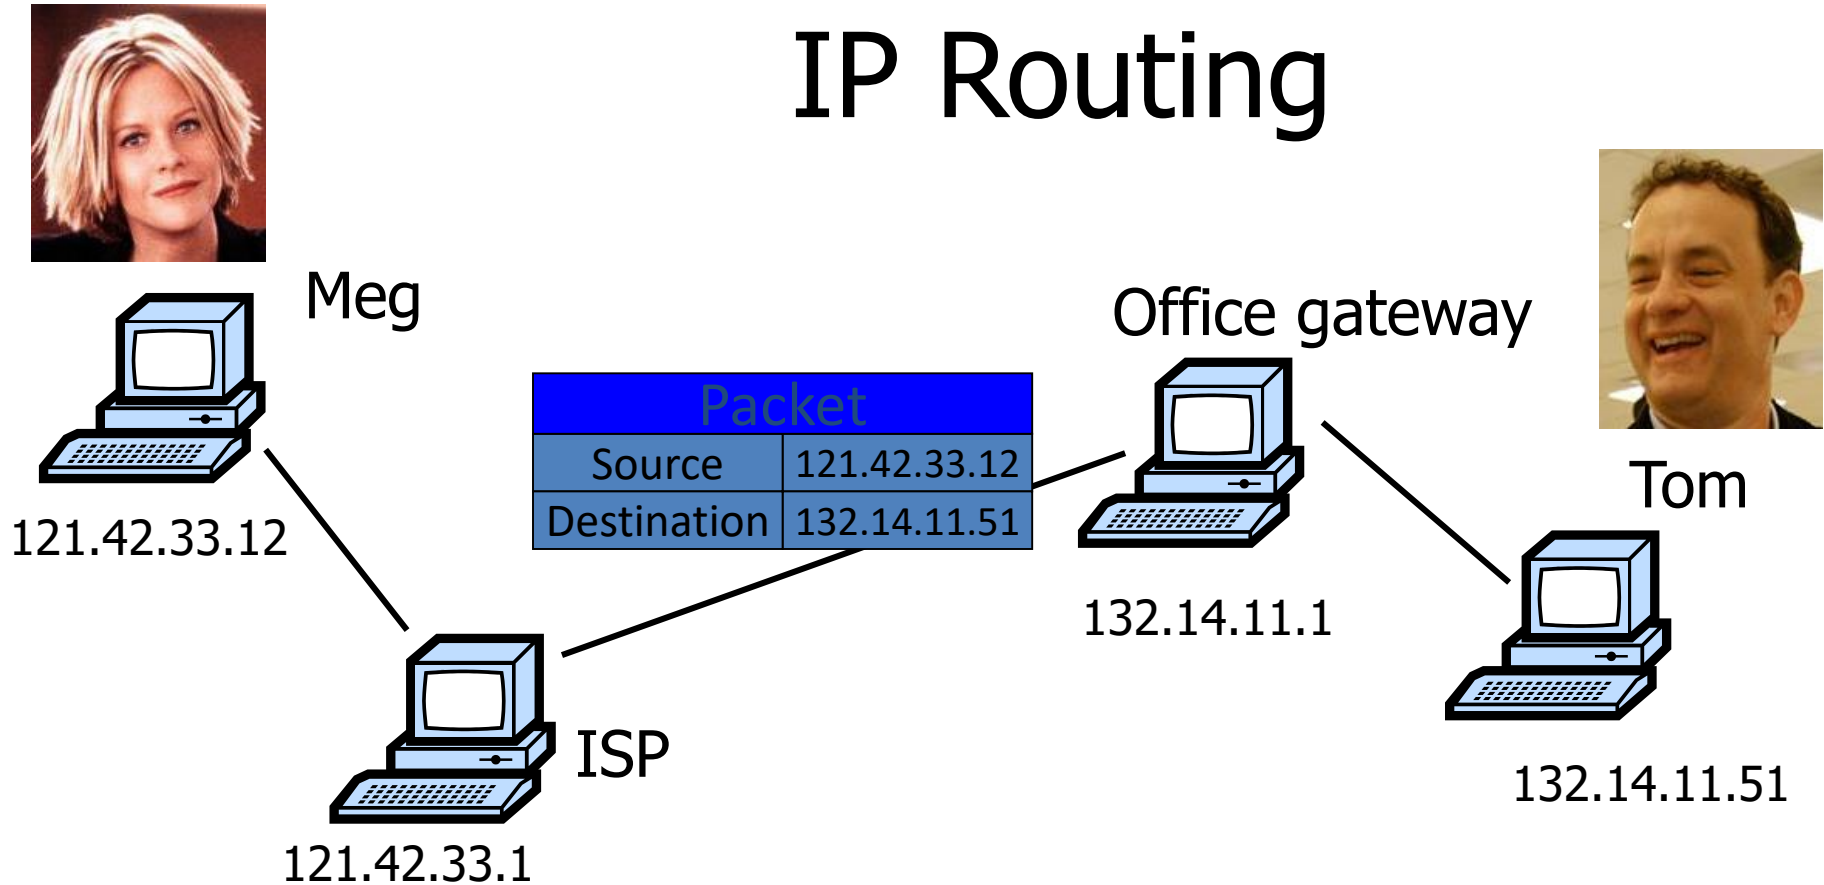 IP Routing
Meg
Office gateway
Packet
Source 121.42.33.12
Destination 132.14.11.51
Tom
121.42.33.12
132.14.11.1
ISP
132.14.11.51
121.42.33.1